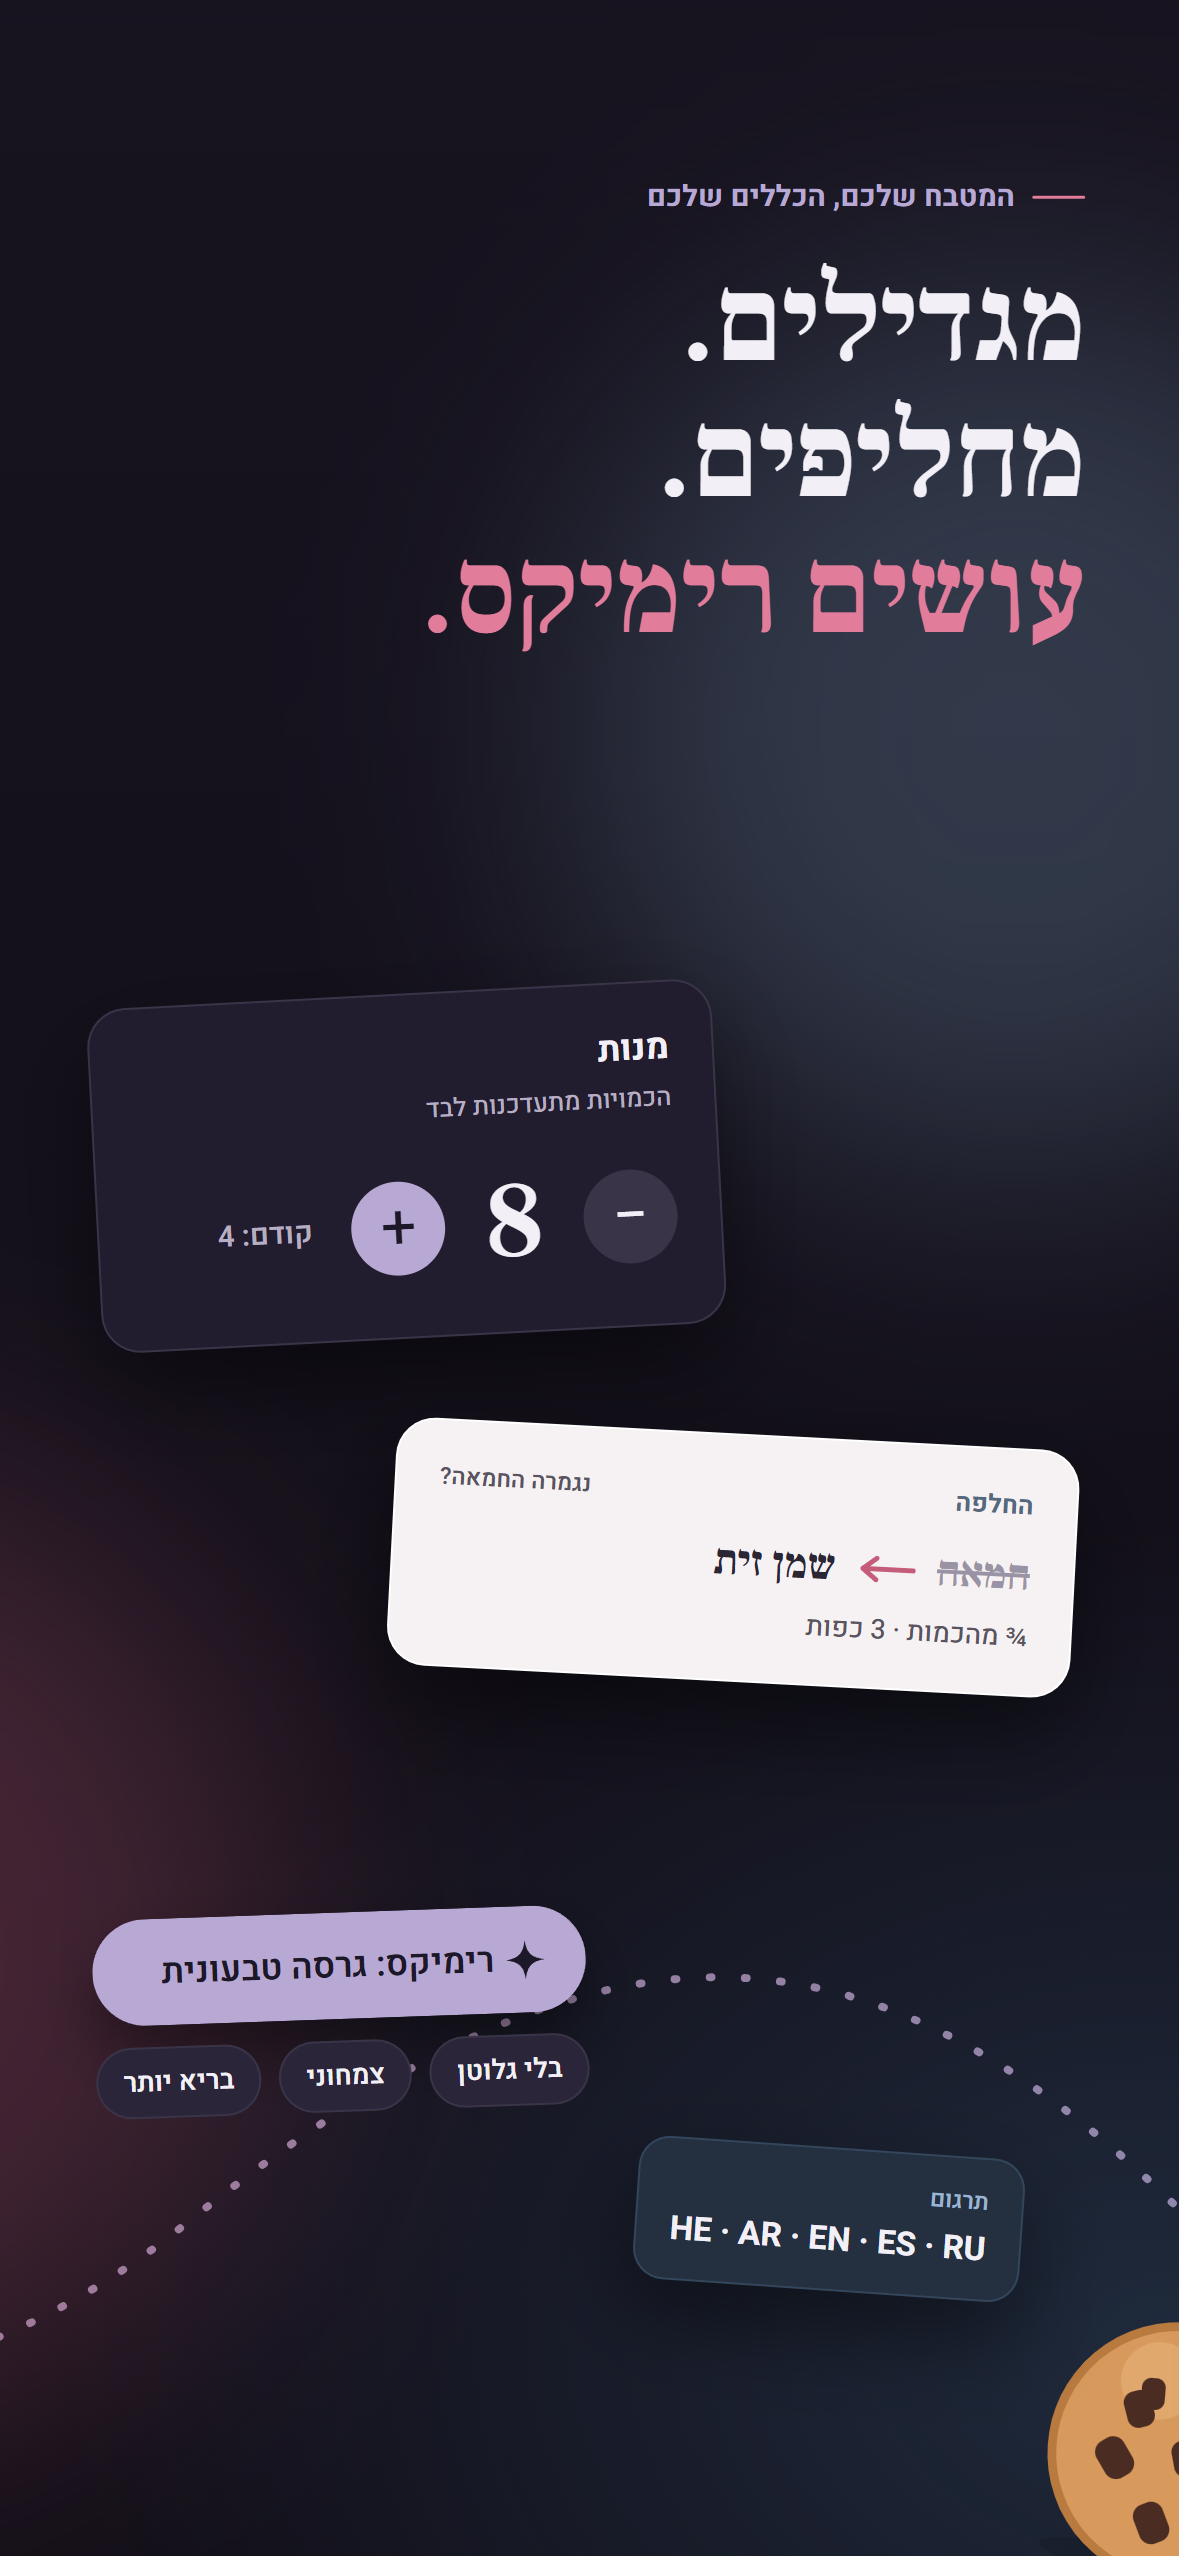 המטבח שלכם, הכללים שלכם
מגדילים.
מחליפים.
עושים רימיקס.
מנות
הכמויות מתעדכנות לבד
− 8 + קודם: 4
החלפה נגמרה החמאה?
חמאה ← שמן זית
¾ מהכמות · 3 כפות
✦ רימיקס: גרסה טבעונית
בלי גלוטן צמחוני בריא יותר
תרגום
HE · AR · EN · ES · RU